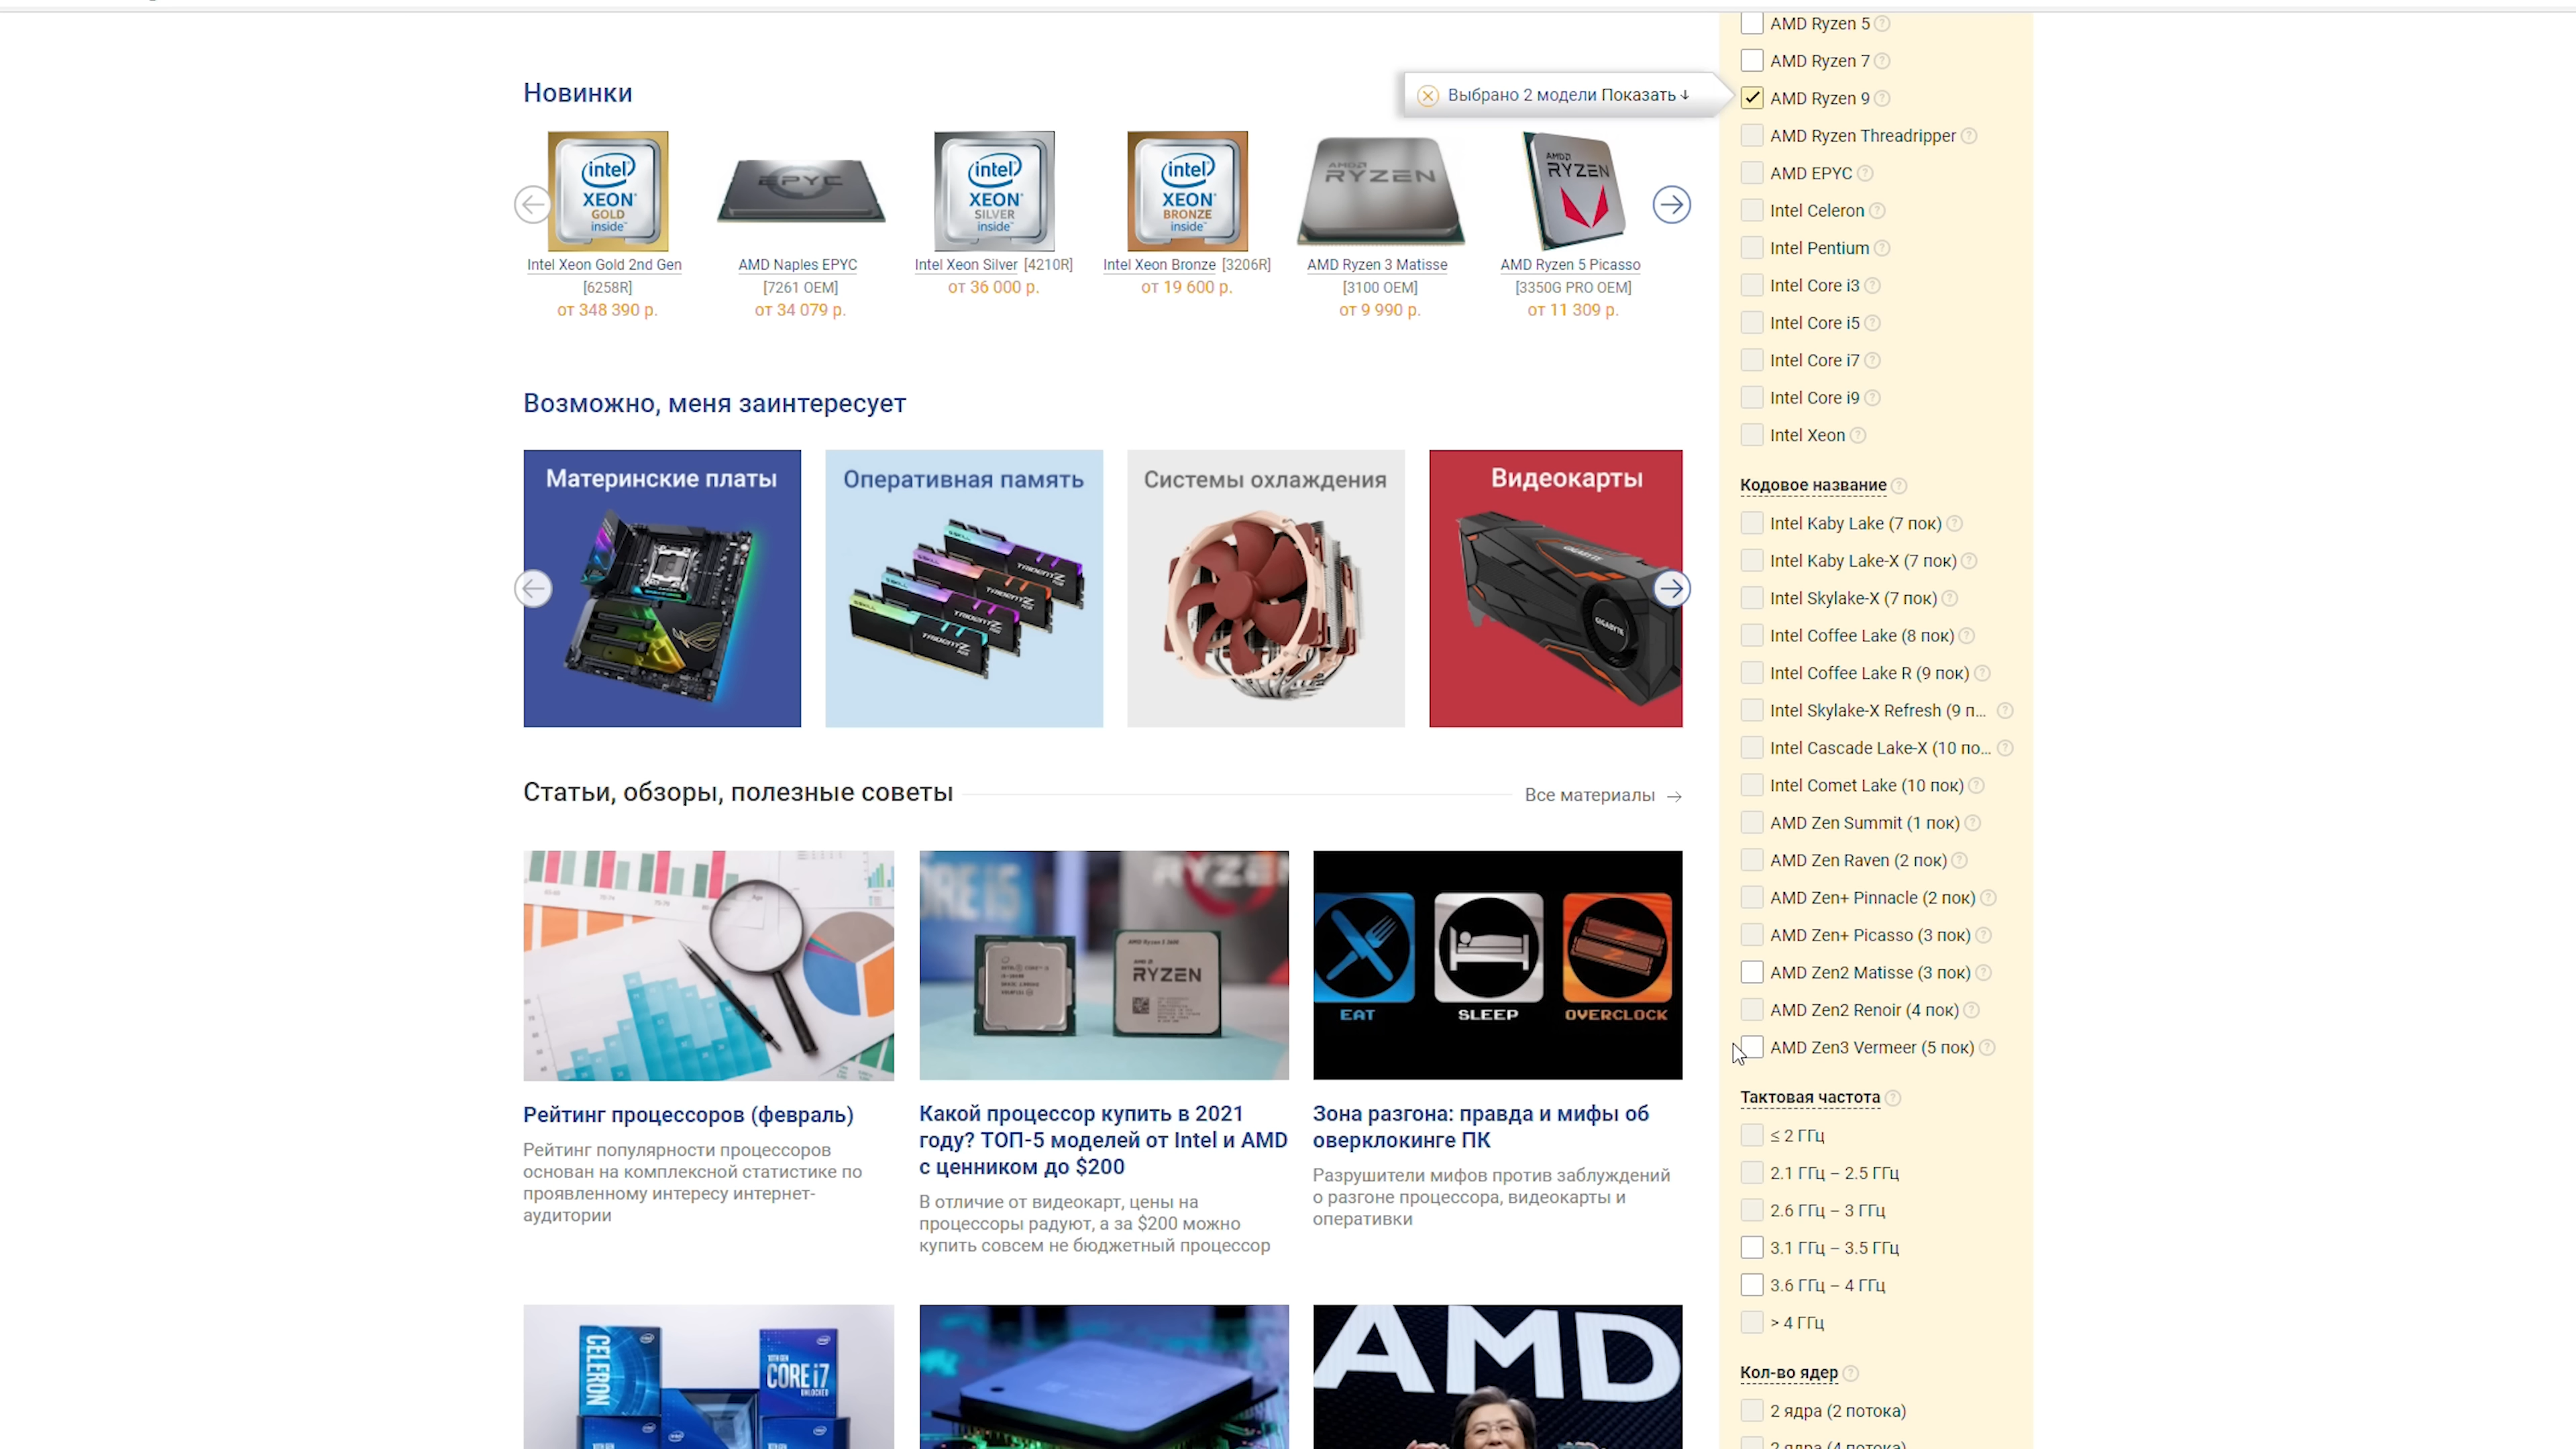 Новинки
Выбрано 2 модели Показать ↓
intel XEON GOLD inside
EPYC
intel XEON SILVER inside
intel XEON BRONZE inside
AMD RYZEN
AMD RYZEN
Intel Xeon Gold 2nd Gen
[6258R]
от 348 390 р.
AMD Naples EPYC
[7261 OEM]
от 34 079 р.
Intel Xeon Silver [4210R]
от 36 000 р.
Intel Xeon Bronze [3206R]
от 19 600 р.
AMD Ryzen 3 Matisse
[3100 OEM]
от 9 990 р.
AMD Ryzen 5 Picasso
[3350G PRO OEM]
от 11 309 р.
Возможно, меня заинтересует
Материнские платы
Оперативная память
TRIDENT Z
TRIDENT Z
TRIDENT Z
TRIDENT Z
Системы охлаждения
Видеокарты
GIGABYTE
GIGABYTE
Статьи, обзоры, полезные советы
Все материалы →
CORE i5
RYZEN
RYZEN
EAT
SLEEP
OVERCLOCK
Рейтинг процессоров (февраль)
Рейтинг популярности процессоров
основан на комплексной статистике по
проявленному интересу интернет-
аудитории
Какой процессор купить в 2021
году? ТОП-5 моделей от Intel и AMD
с ценником до $200
В отличие от видеокарт, цены на
процессоры радуют, а за $200 можно
купить совсем не бюджетный процессор
Зона разгона: правда и мифы об
оверклокинге ПК
Разрушители мифов против заблуждений
о разгоне процессора, видеокарты и
оперативки
CELERON
CORE i7
UNLOCKED
AMD
AMD Ryzen 5
AMD Ryzen 7
AMD Ryzen 9
AMD Ryzen Threadripper
AMD EPYC
Intel Celeron
Intel Pentium
Intel Core i3
Intel Core i5
Intel Core i7
Intel Core i9
Intel Xeon
Кодовое название
Intel Kaby Lake (7 пок)
Intel Kaby Lake-X (7 пок)
Intel Skylake-X (7 пок)
Intel Coffee Lake (8 пок)
Intel Coffee Lake R (9 пок)
Intel Skylake-X Refresh (9 п...
Intel Cascade Lake-X (10 по...
Intel Comet Lake (10 пок)
AMD Zen Summit (1 пок)
AMD Zen Raven (2 пок)
AMD Zen+ Pinnacle (2 пок)
AMD Zen+ Picasso (3 пок)
AMD Zen2 Matisse (3 пок)
AMD Zen2 Renoir (4 пок)
AMD Zen3 Vermeer (5 пок)
Тактовая частота
≤ 2 ГГц
2.1 ГГц – 2.5 ГГц
2.6 ГГц – 3 ГГц
3.1 ГГц – 3.5 ГГц
3.6 ГГц – 4 ГГц
> 4 ГГц
Кол-во ядер
2 ядра (2 потока)
2 ядра (4 потока)